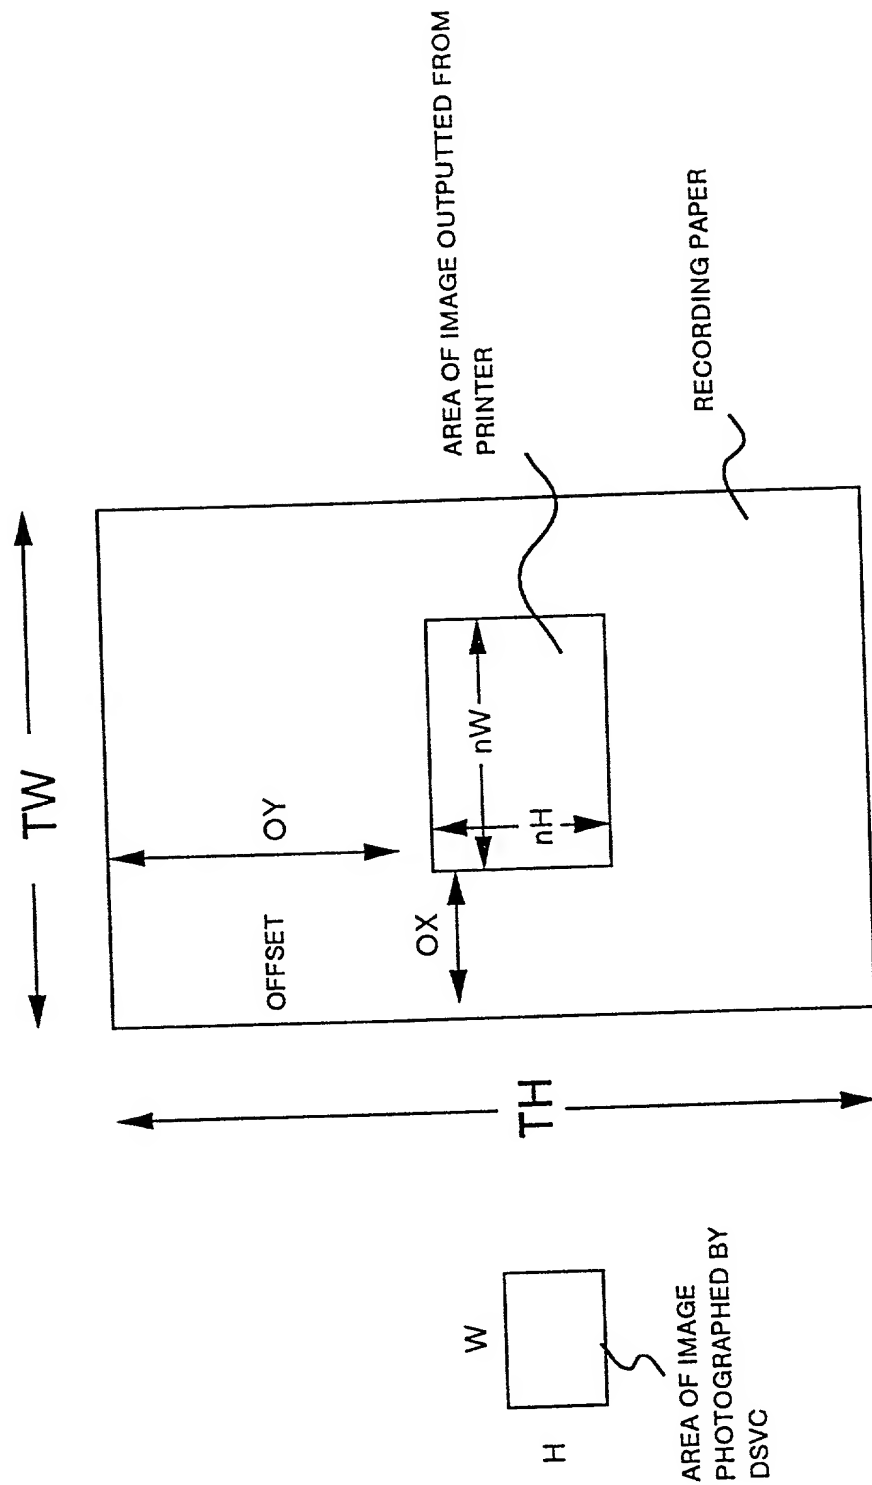 TW
OFFSET
OY
OX
nW
nH
TH
W
H
AREA OF IMAGE OUTPUTTED FROM
PRINTER
RECORDING PAPER
AREA OF IMAGE
PHOTOGRAPHED BY
DSVC